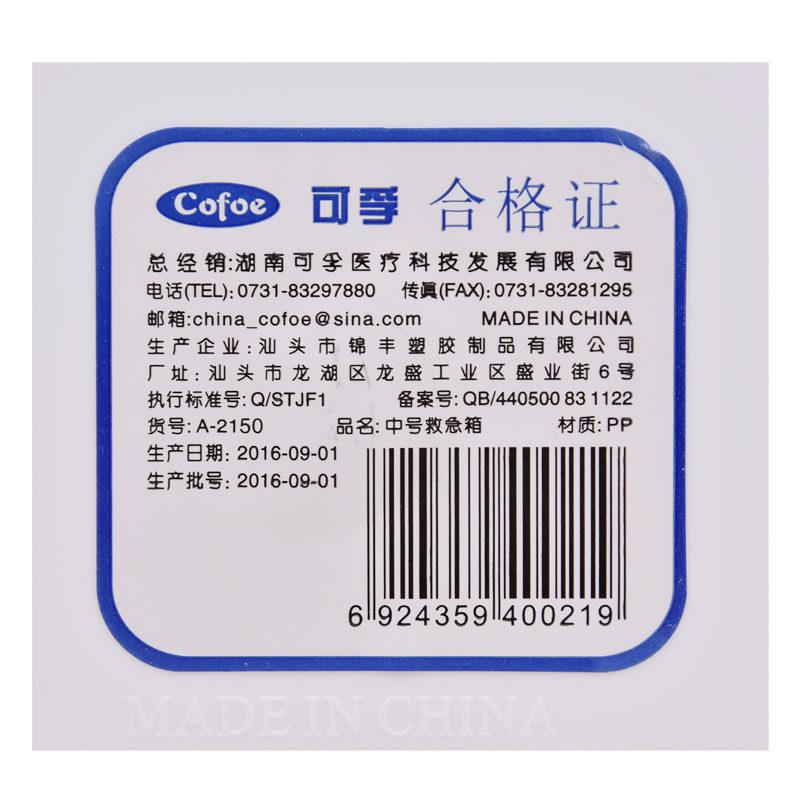 Cofoe 可孚 合格证
总经销:湖南可孚医疗科技发展有限公司
电话(TEL): 0731-83297880 传真(FAX): 0731-83281295
邮箱:china_cofoe@sina.com MADE IN CHINA
生产企业:汕头市锦丰塑胶制品有限公司
厂址:汕头市龙湖区龙盛工业区盛业街6号
执行标准号: Q/STJF1 备案号: QB/440500 83 1122
货号: A-2150 品名: 中号救急箱 材质: PP
生产日期: 2016-09-01
生产批号: 2016-09-01
6 924359 400219
MADE IN CHINA